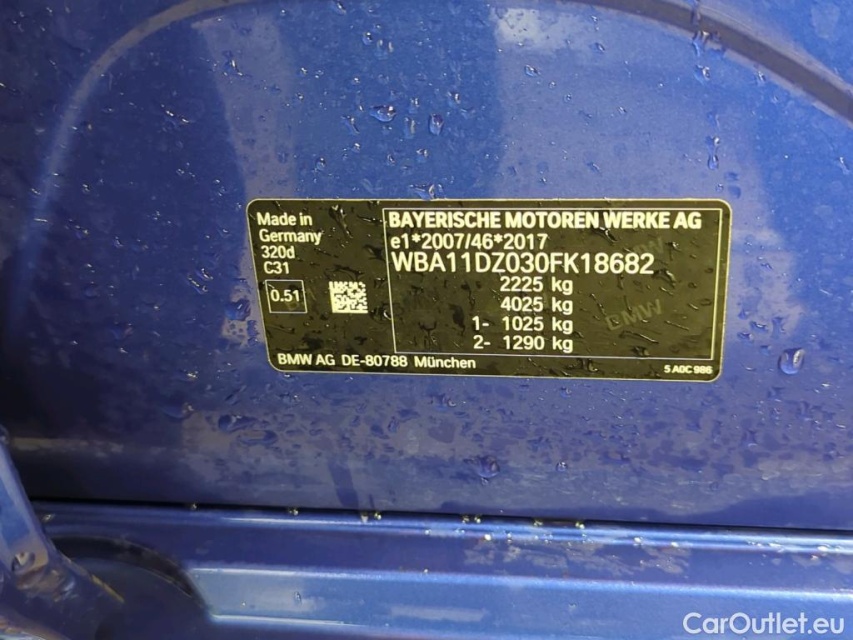 Made in
Germany
320d
C31
0.51
BAYERISCHE MOTOREN WERKE AG
e1*2007/46*2017
WBA11DZ030FK18682
2225 kg
4025 kg
1- 1025 kg
2- 1290 kg
BMW
BMW AG DE-80788 München
5 A0C 986
CarOutlet.eu